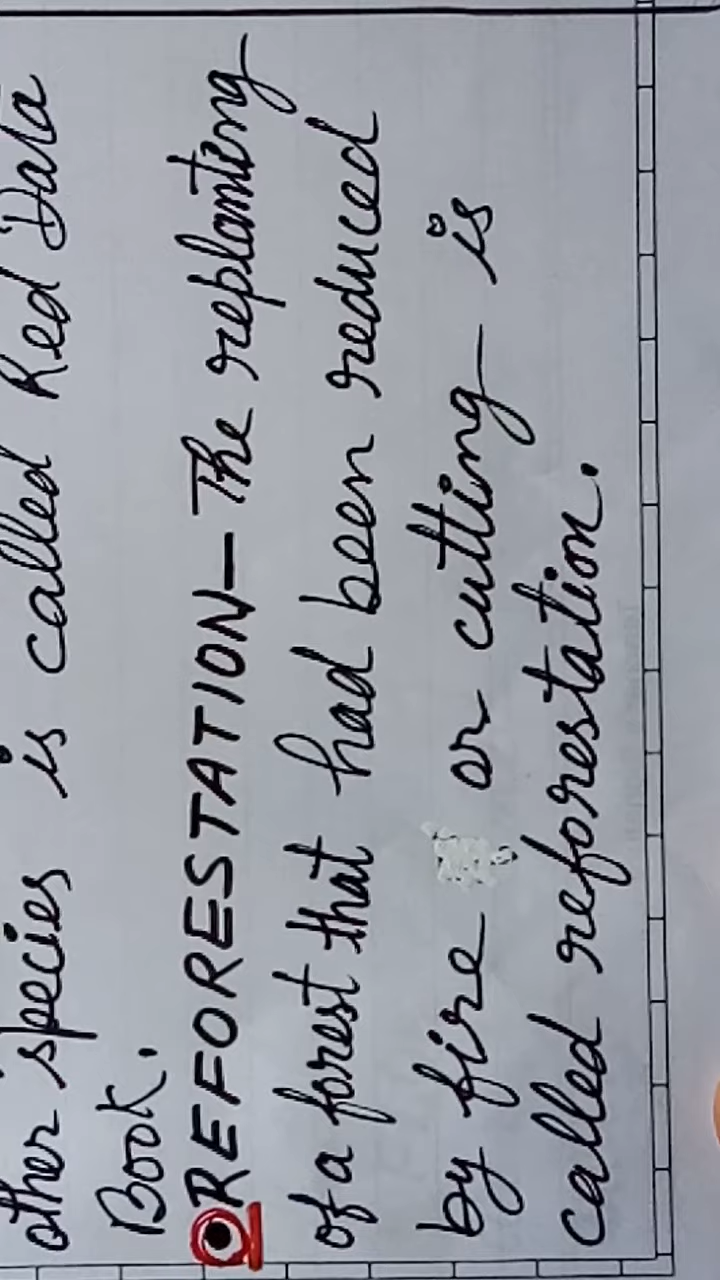 other species is called Red Data
Book.
REFORESTATION— The replanting
of a forest that had been reduced
by fire or cutting is
called reforestation.